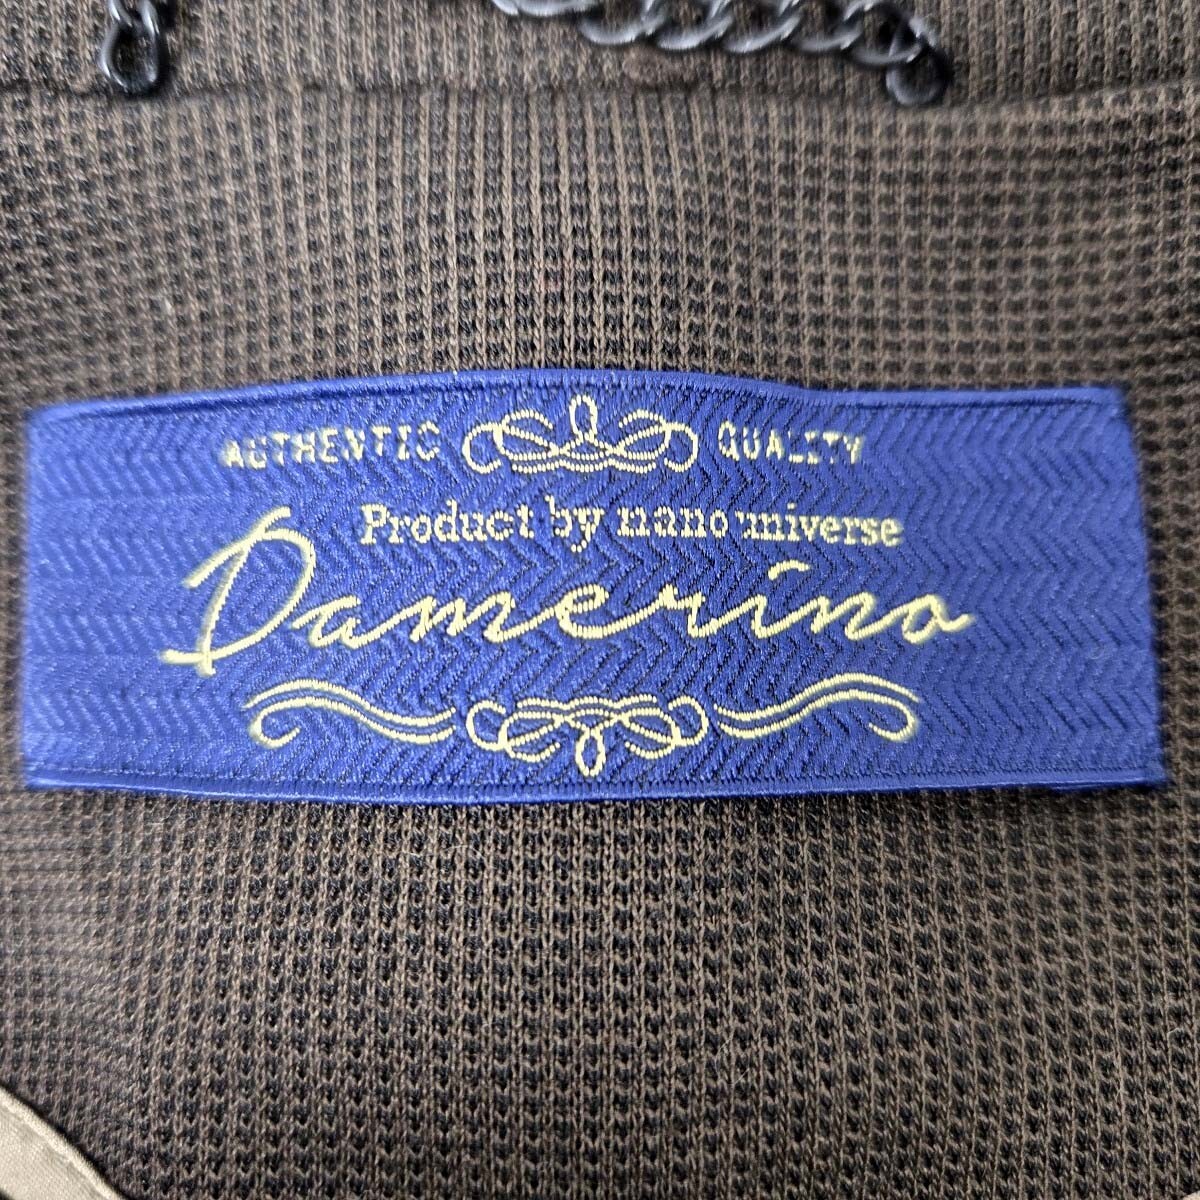 AUTHENTIC QUALITY
Product by nano universe
Damerino